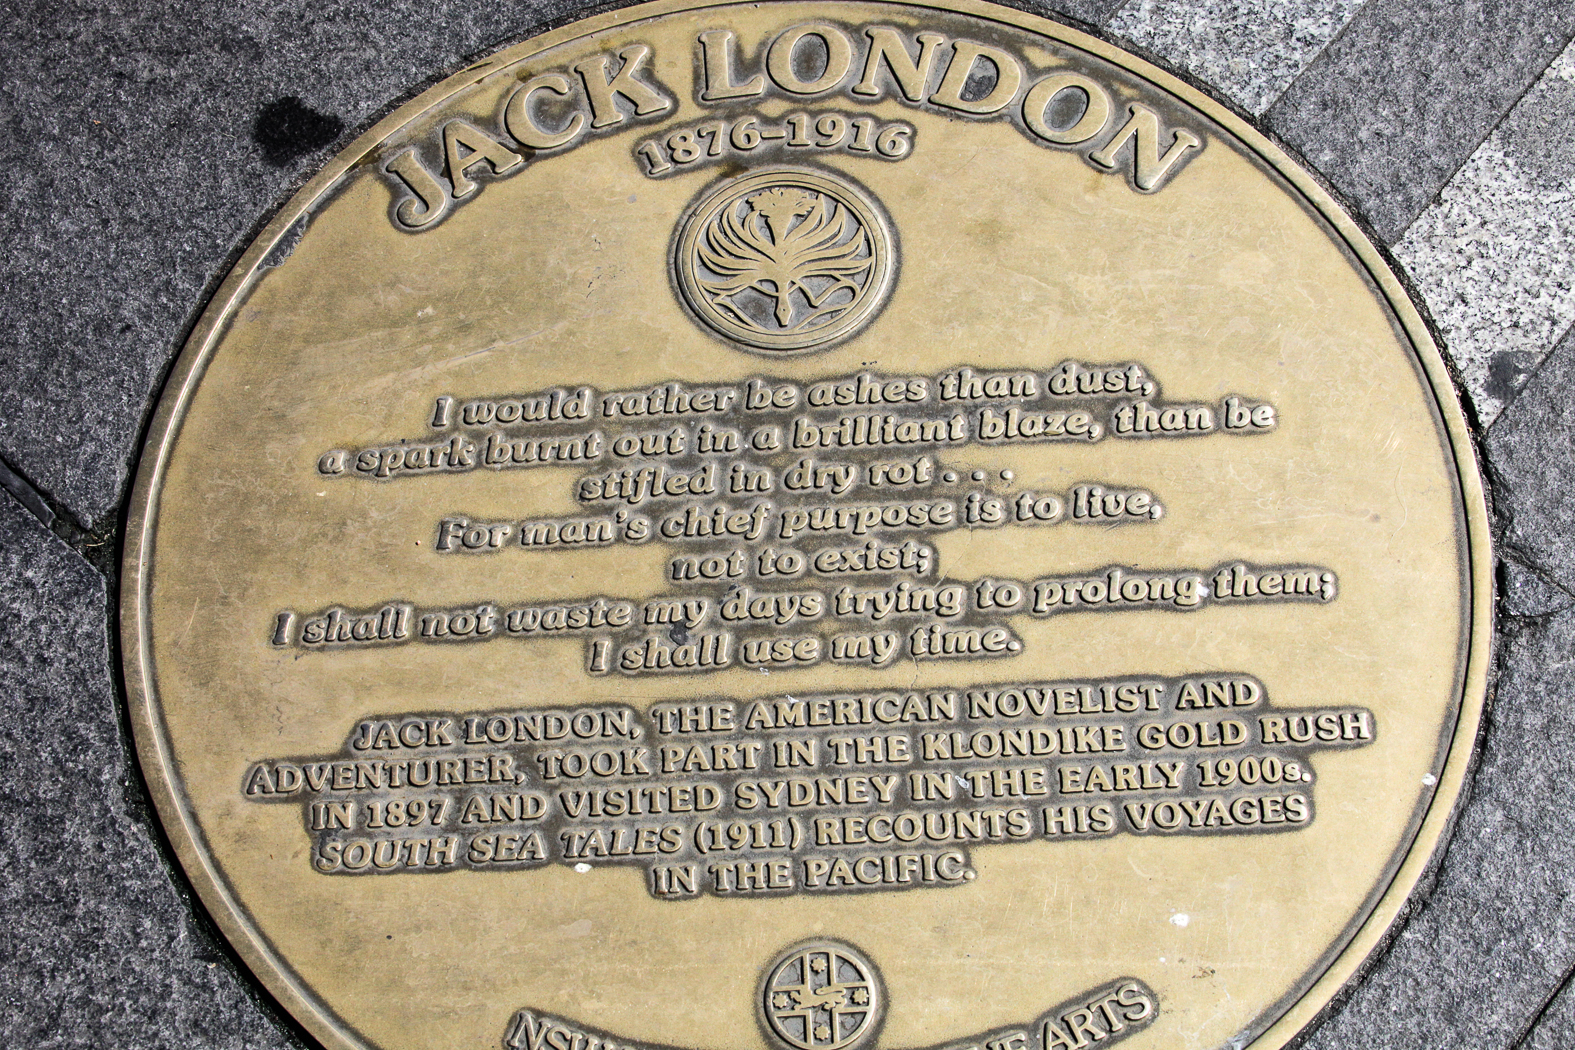 JACK LONDON
1876–1916
I would rather be ashes than dust,
a spark burnt out in a brilliant blaze, than be
stifled in dry rot . . .
For man's chief purpose is to live,
not to exist;
I shall not waste my days trying to prolong them;
I shall use my time.
JACK LONDON, THE AMERICAN NOVELIST AND
ADVENTURER, TOOK PART IN THE KLONDIKE GOLD RUSH
IN 1897 AND VISITED SYDNEY IN THE EARLY 1900s.
SOUTH SEA TALES (1911) RECOUNTS HIS VOYAGES
IN THE PACIFIC.
ARTS